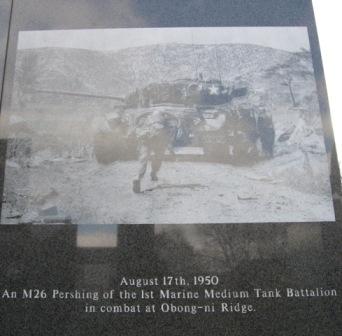 August 17th, 1950
An M26 Pershing of the 1st Marine Medium Tank Battalion
in combat at Obong-ni Ridge.